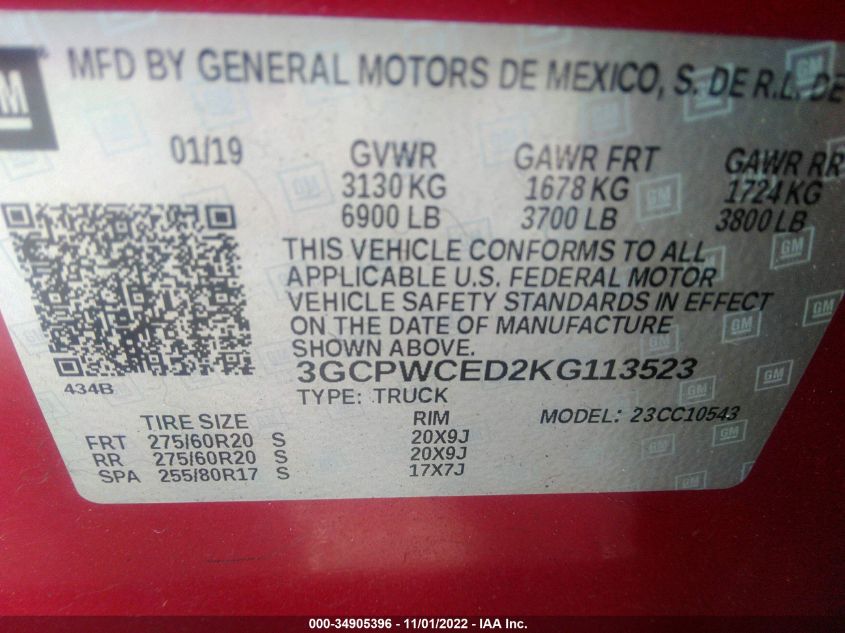 GM
MFD BY GENERAL MOTORS DE MEXICO, S. DE R.L. DE
01/19 GVWR GAWR FRT GAWR RR
3130 KG 1678 KG 1724 KG
6900 LB 3700 LB 3800 LB
THIS VEHICLE CONFORMS TO ALL
APPLICABLE U.S. FEDERAL MOTOR
VEHICLE SAFETY STANDARDS IN EFFECT
ON THE DATE OF MANUFACTURE
SHOWN ABOVE.
3GCPWCED2KG113523
434B
TYPE: TRUCK
TIRE SIZE RIM MODEL: 23CC10543
FRT 275/60R20 S 20X9J
RR 275/60R20 S 20X9J
SPA 255/80R17 S 17X7J
000-34905396 - 11/01/2022 - IAA Inc.